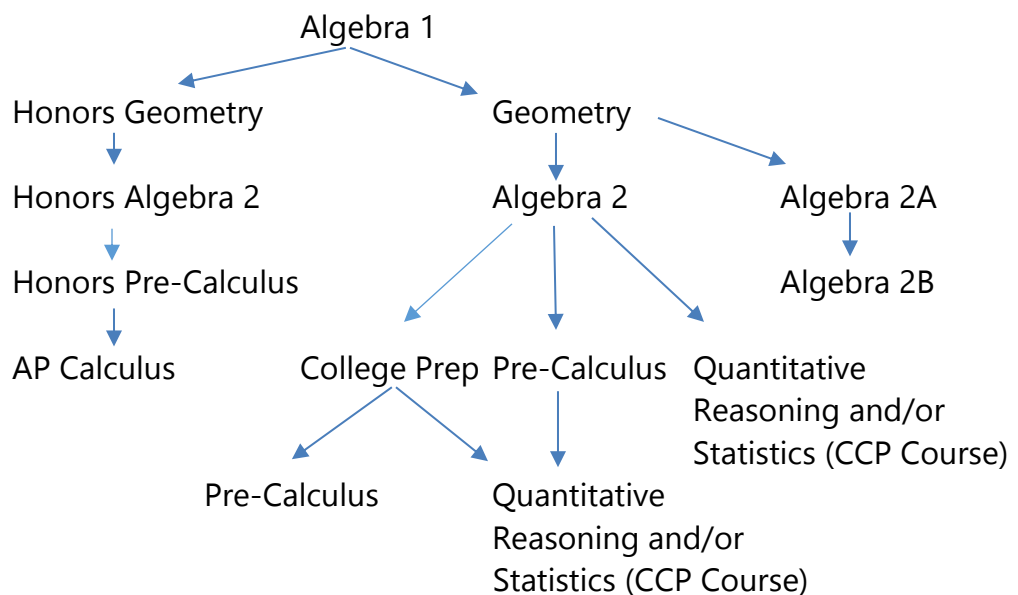 Algebra 1
Honors Geometry
Geometry
Honors Algebra 2
Algebra 2
Algebra 2A
Honors Pre-Calculus
Algebra 2B
AP Calculus
College Prep
Pre-Calculus
Quantitative
Reasoning and/or
Statistics (CCP Course)
Pre-Calculus
Quantitative
Reasoning and/or
Statistics (CCP Course)